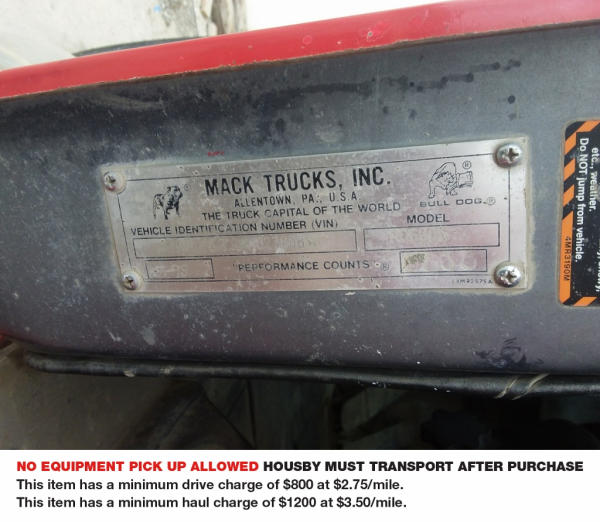 MACK TRUCKS, INC.
ALLENTOWN, PA., U.S.A.
THE TRUCK CAPITAL OF THE WORLD
BULL DOG.®
VEHICLE IDENTIFICATION NUMBER (VIN)
MODEL
"PERFORMANCE COUNTS"®
etc., weather.
Do NOT jump from vehicle.
4MR3190M
NO EQUIPMENT PICK UP ALLOWED HOUSBY MUST TRANSPORT AFTER PURCHASE
This item has a minimum drive charge of $800 at $2.75/mile.
This item has a minimum haul charge of $1200 at $3.50/mile.